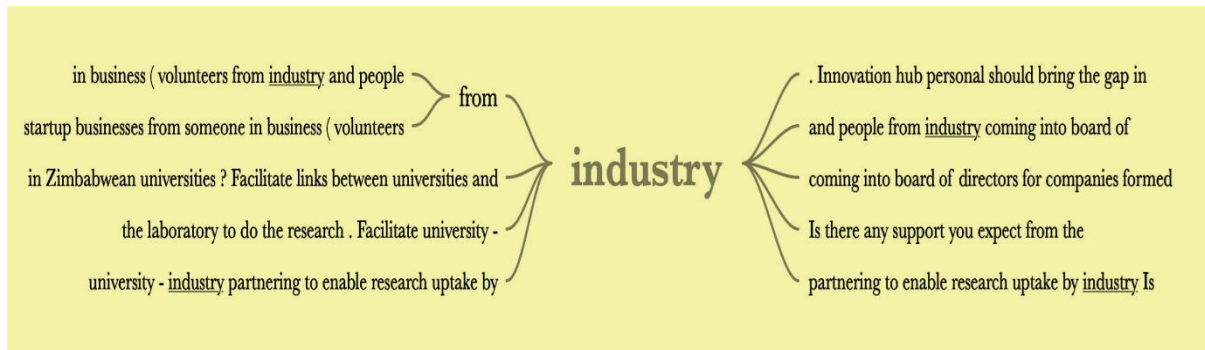 in business ( volunteers from industry and people
startup businesses from someone in business ( volunteers
from
in Zimbabwean universities ? Facilitate links between universities and
the laboratory to do the research . Facilitate university -
university - industry partnering to enable research uptake by
industry
. Innovation hub personal should bring the gap in
and people from industry coming into board of
coming into board of directors for companies formed
Is there any support you expect from the
partnering to enable research uptake by industry Is